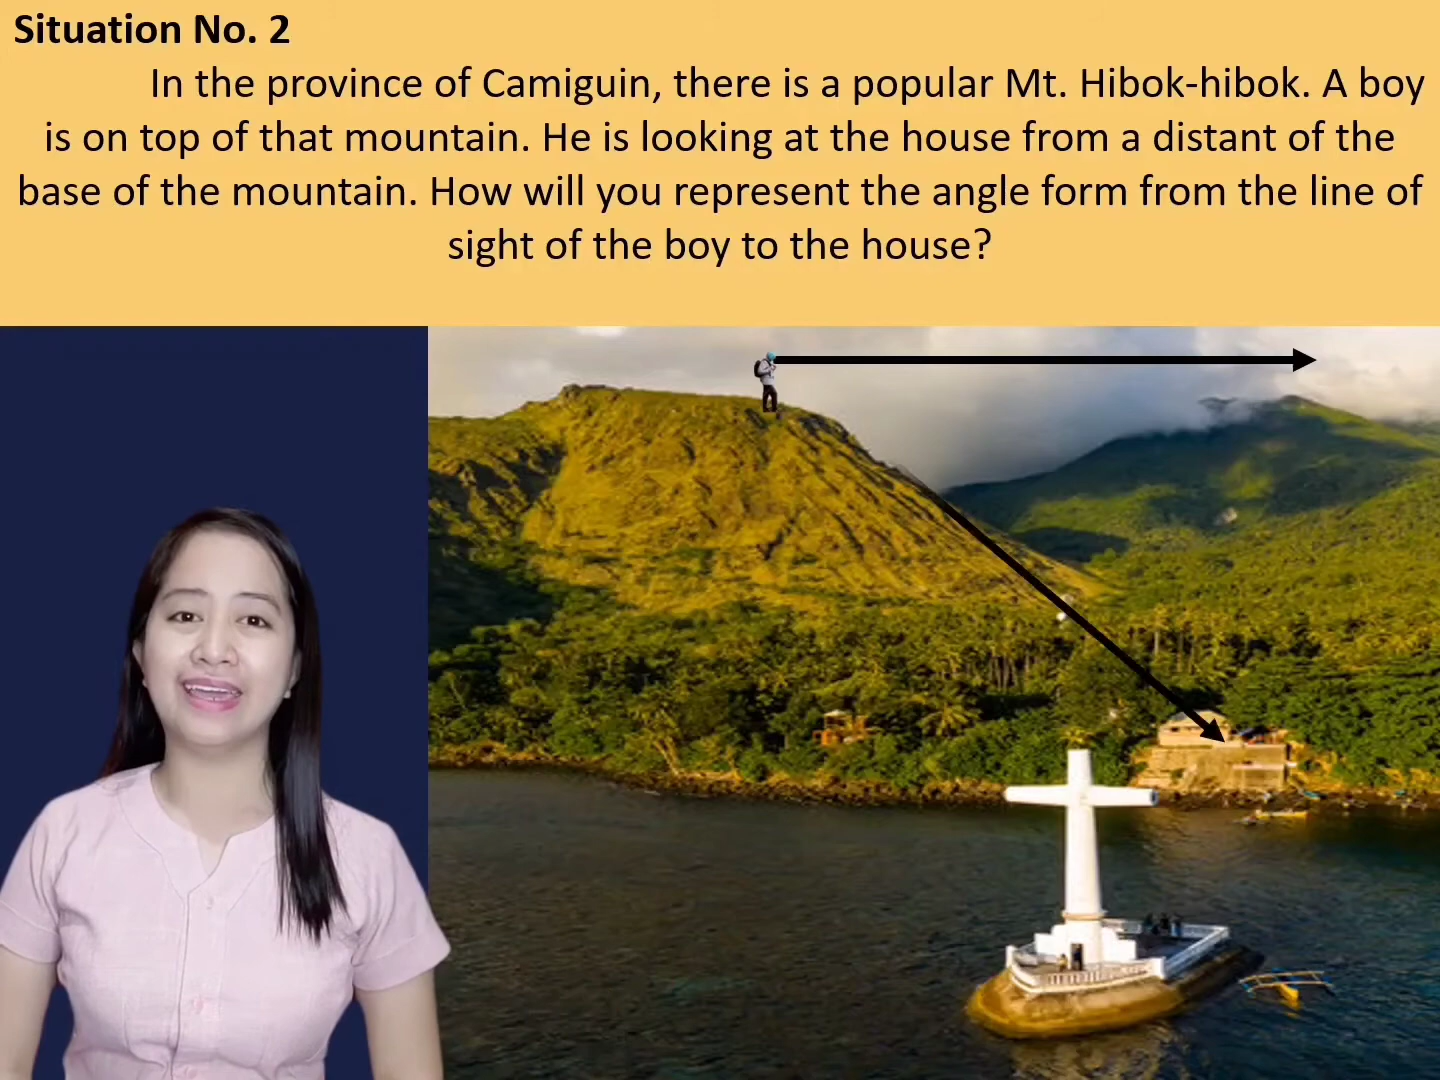 Situation No. 2
In the province of Camiguin, there is a popular Mt. Hibok-hibok. A boy
is on top of that mountain. He is looking at the house from a distant of the
base of the mountain. How will you represent the angle form from the line of
sight of the boy to the house?